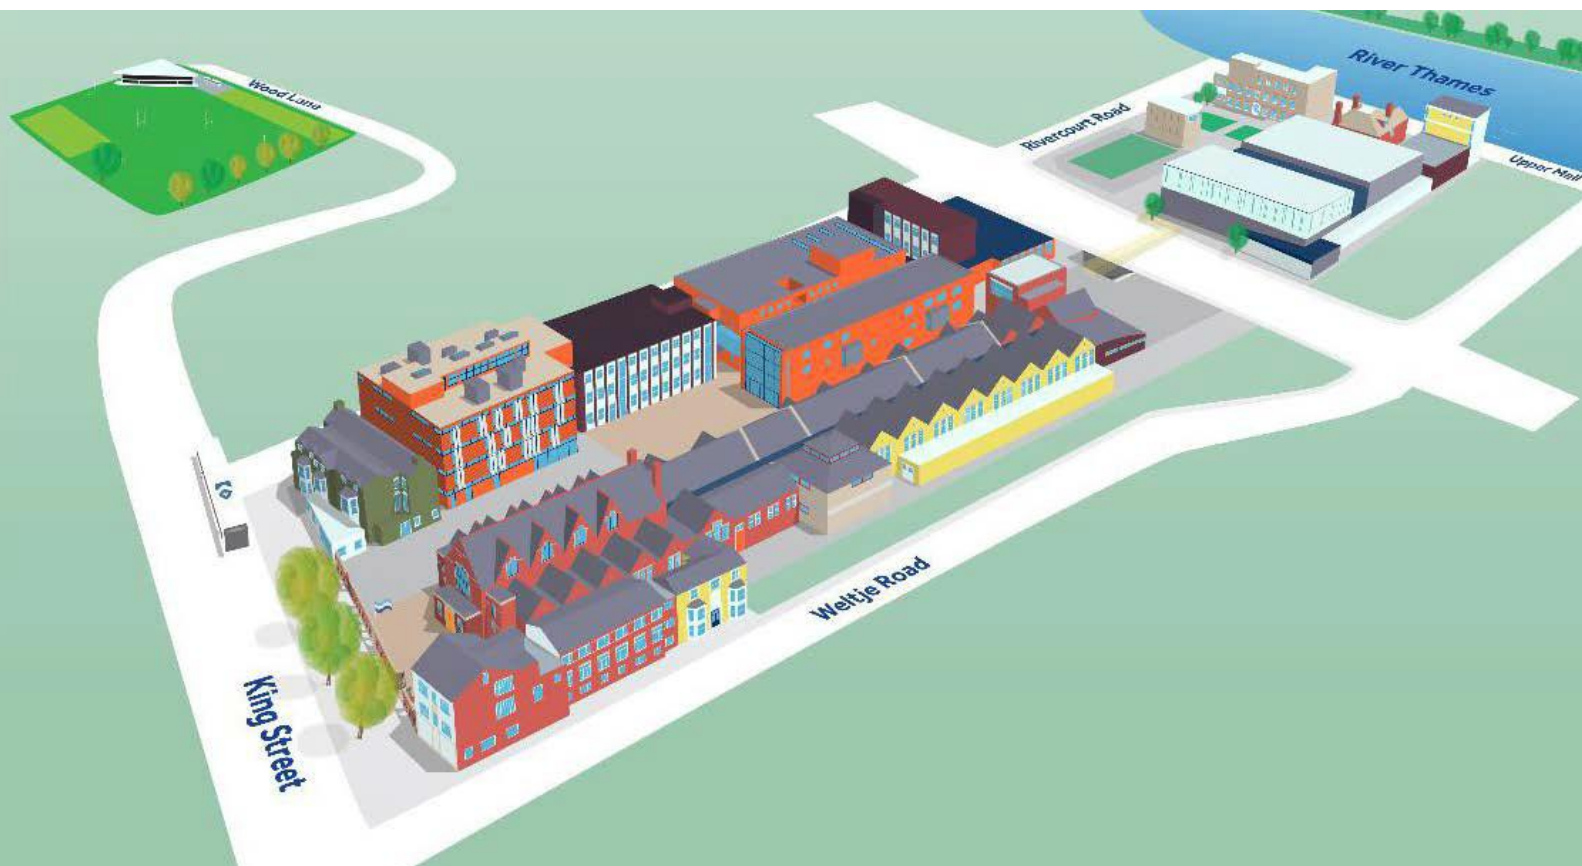 River Thames
Wood Lane
Rivercourt Road
Upper Mall
Weltje Road
King Street